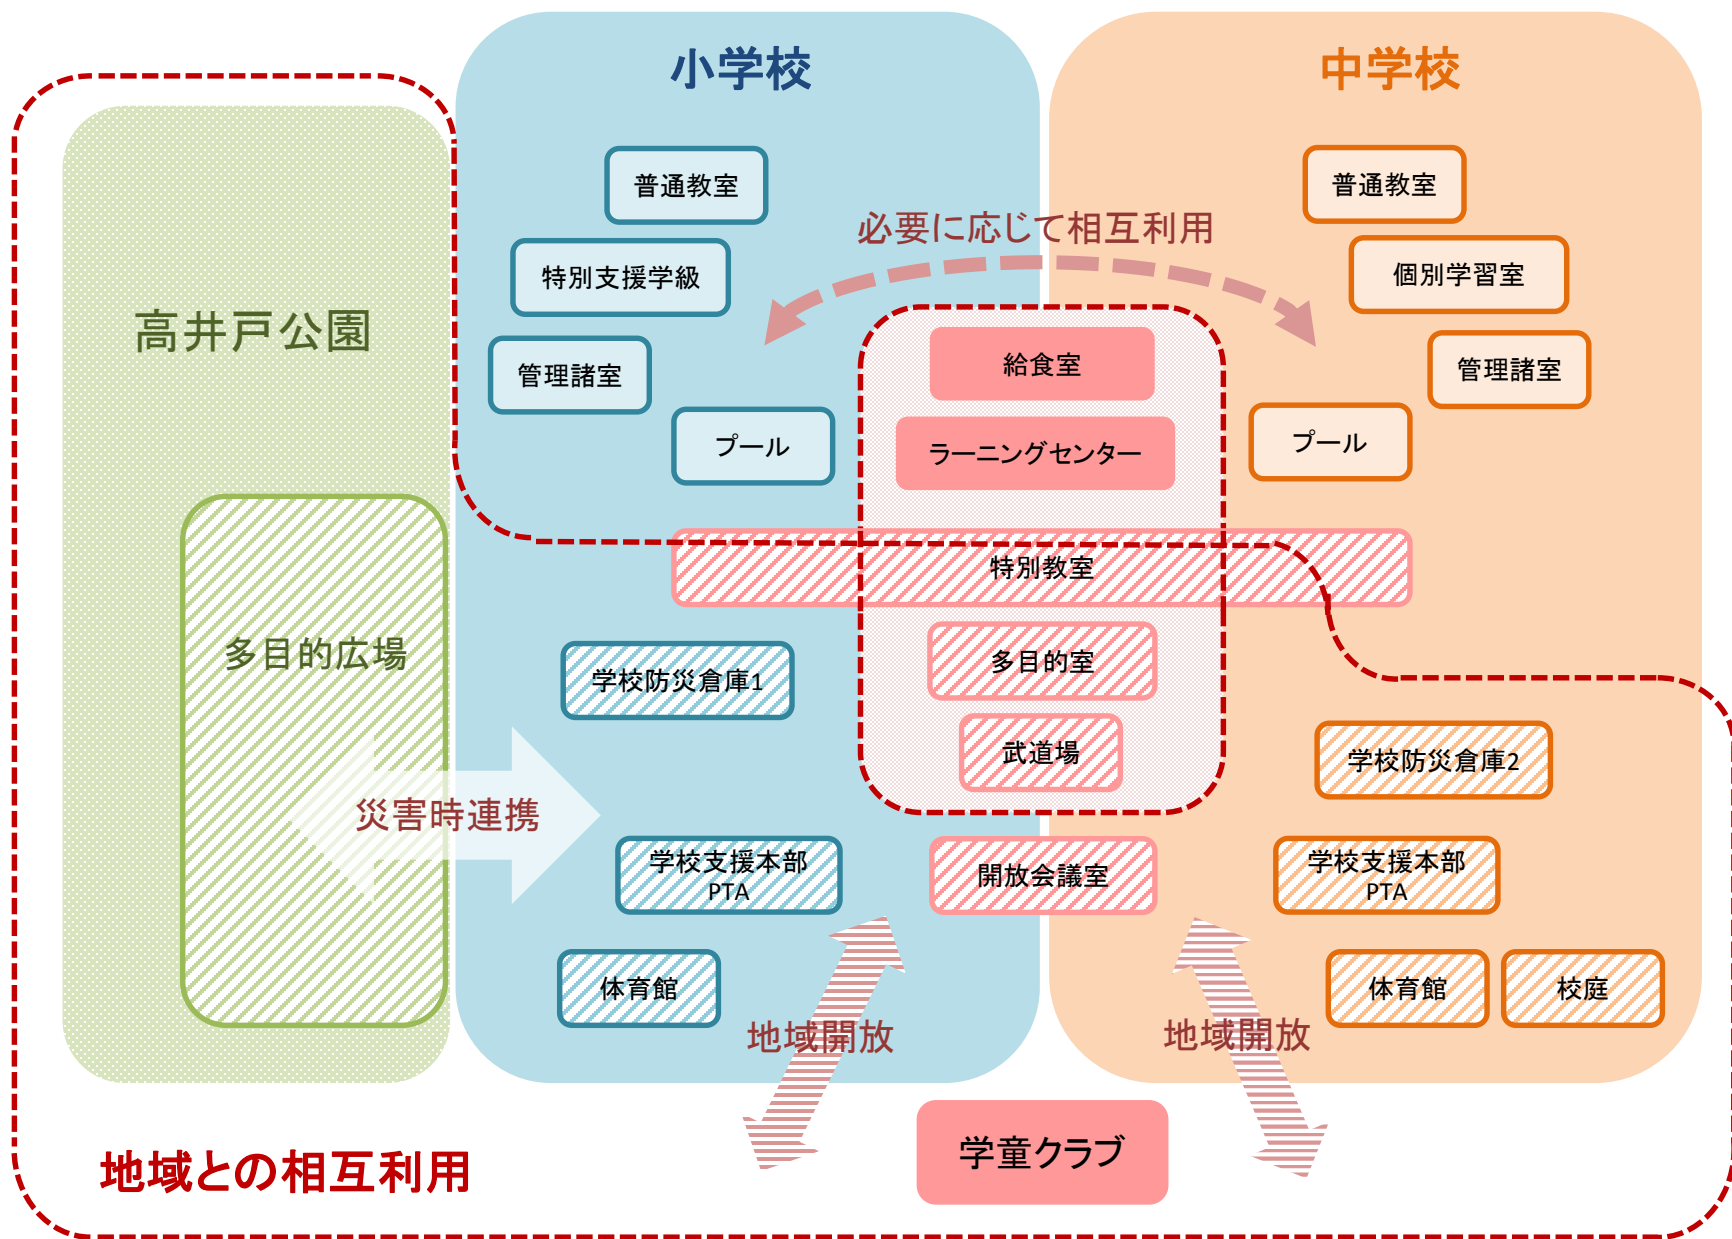 小学校
中学校
普通教室
普通教室
必要に応じて相互利用
特別支援学級
個別学習室
高井戸公園
管理諸室
給食室
管理諸室
プール
ラーニングセンター
プール
特別教室
多目的広場
学校防災倉庫1
多目的室
武道場
学校防災倉庫2
災害時連携
学校支援本部
PTA
開放会議室
学校支援本部
PTA
体育館
体育館
校庭
地域開放
地域開放
学童クラブ
地域との相互利用